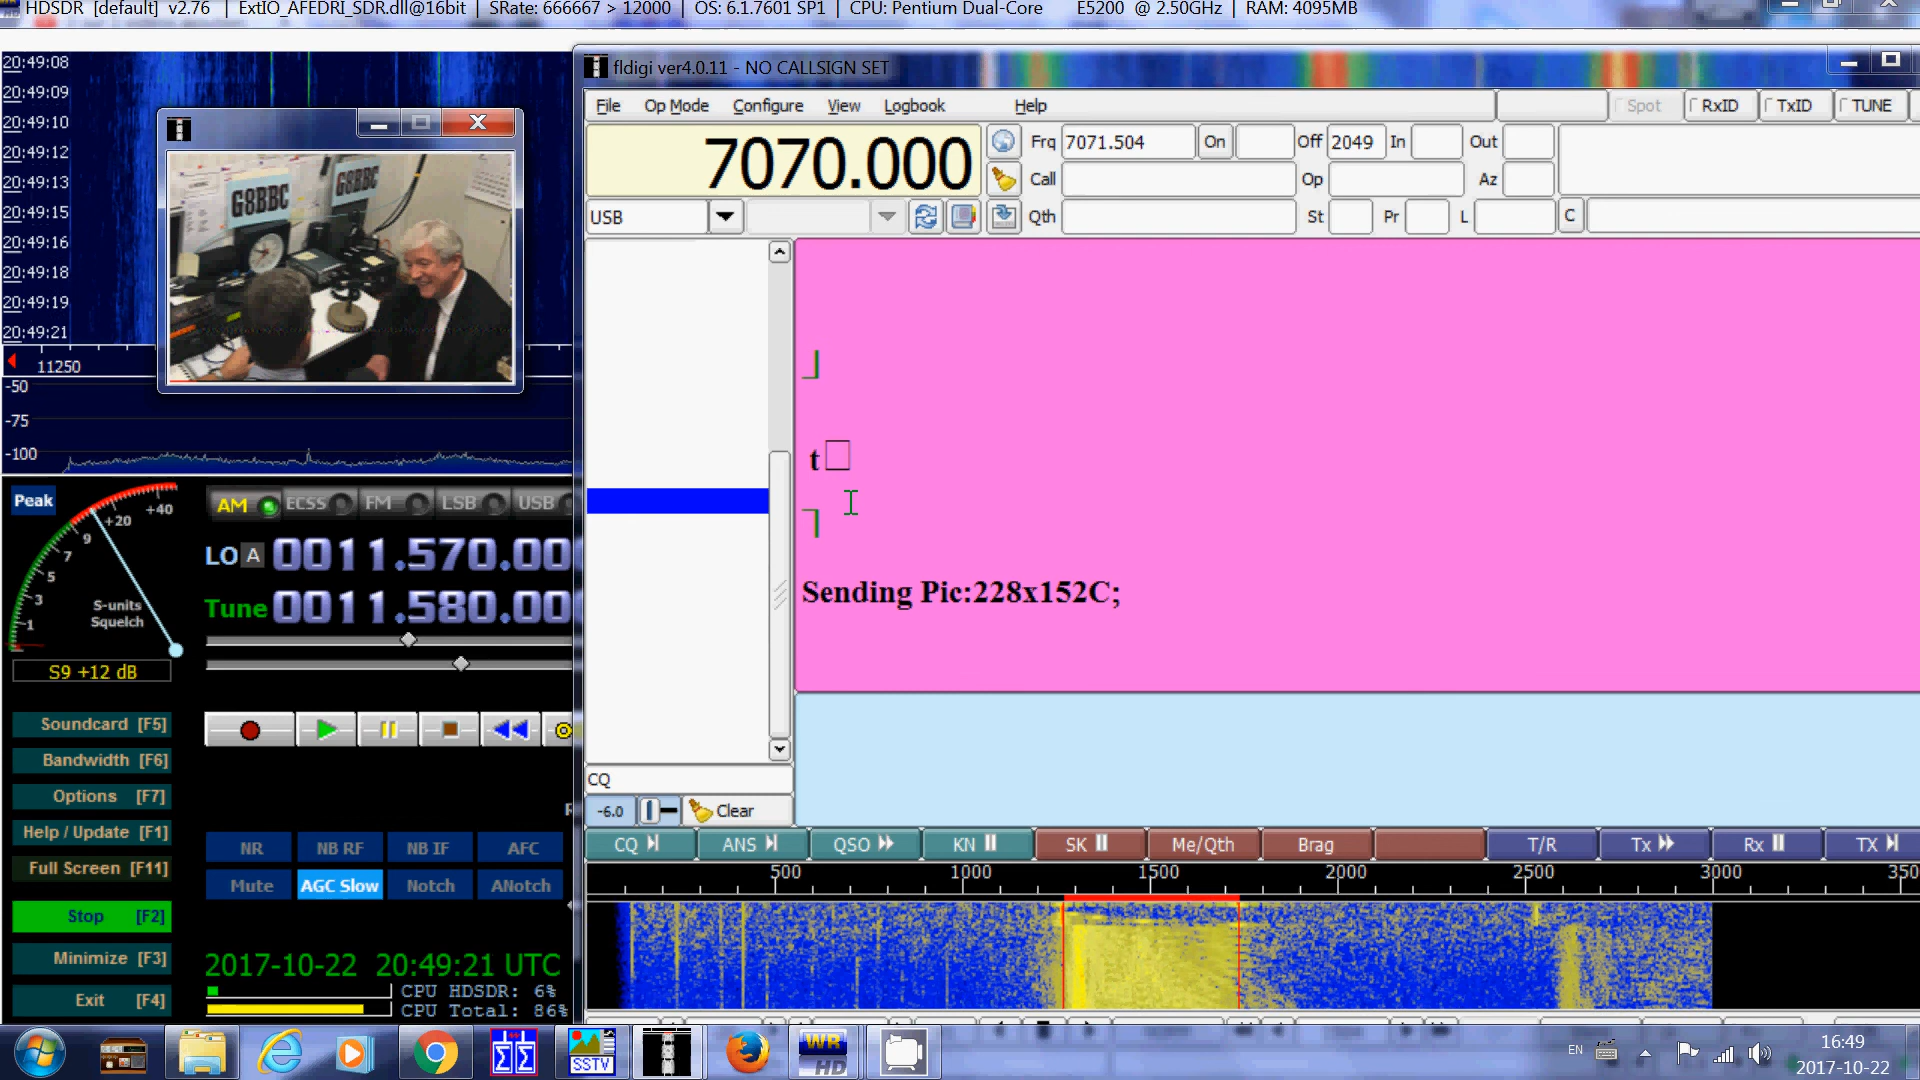 HDSDR [default] v2.76 | ExtIO_AFEDRI_SDR.dll@16bit | SRate: 666667 > 12000 | OS: 6.1.7601 SP1 | CPU: Pentium Dual-Core E5200 @ 2.50GHz | RAM: 4095MB
20:49:08
20:49:09
20:49:10
20:49:12
20:49:13
20:49:15
20:49:16
20:49:18
20:49:19
20:49:21
G8BBC
G8BBC
11250
-50
-75
-100
Peak
+20 +40
9
7
5
3
1
S-units
Squelch
S9 +12 dB
AM ECSS FM LSB USB
LO A 0011.570.00
Tune 0011.580.00
Soundcard [F5]
Bandwidth [F6]
Options [F7]
Help / Update [F1]
Full Screen [F11]
Stop [F2]
Minimize [F3]
Exit [F4]
NR NB RF NB IF AFC
Mute AGC Slow Notch ANotch
2017-10-22 20:49:21 UTC
CPU HDSDR: 6%
CPU Total: 86%
fldigi ver4.0.11 - NO CALLSIGN SET
File Op Mode Configure View Logbook Help
Spot RxID TxID TUNE
7070.000
Frq 7071.504 On Off 2049 In Out
Call Op Az
USB
Qth St Pr L C
t
Sending Pic:228x152C;
CQ
-6.0 Clear
CQ ANS QSO KN SK Me/Qth Brag T/R Tx Rx TX
500 1000 1500 2000 2500 3000 350
SSTV
WR
HD
EN
16:49
2017-10-22